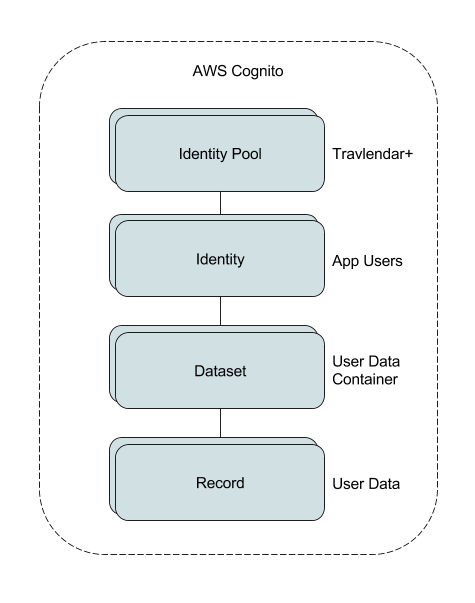 AWS Cognito
Identity Pool
Travlendar+
Identity
App Users
Dataset
User Data
Container
Record
User Data